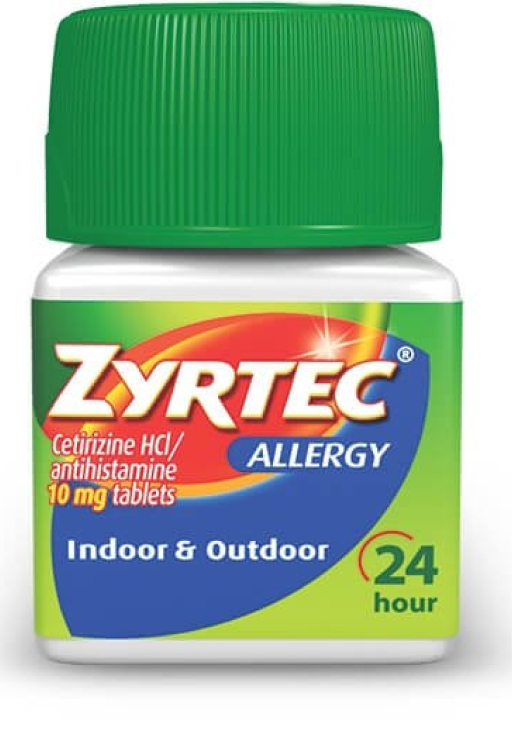 ZYRTEC®
Cetirizine HCl/
antihistamine
10 mg tablets
ALLERGY
Indoor & Outdoor
24
hour